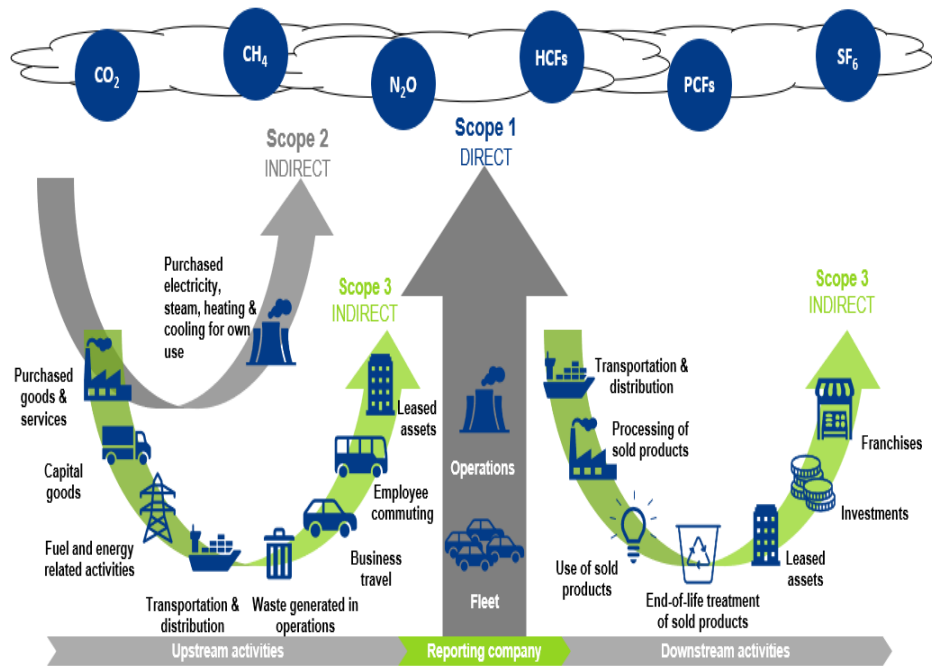 CO₂
CH₄
N₂O
HCFs
PCFs
SF₆
Scope 2
INDIRECT
Scope 1
DIRECT
Purchased
electricity,
steam, heating &
cooling for own
use
Scope 3
INDIRECT
Scope 3
INDIRECT
Purchased
goods &
services
Capital
goods
Fuel and energy
related activities
Transportation &
distribution
Waste generated in
operations
Business
travel
Employee
commuting
Leased
assets
Operations
Fleet
Transportation &
distribution
Processing of
sold products
Use of sold
products
End-of-life treatment
of sold products
Leased
assets
Investments
Franchises
Upstream activities
Reporting company
Downstream activities